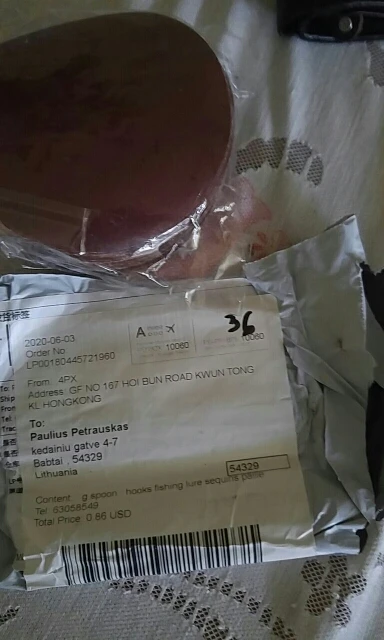 2020-06-03
Order No
LP00180445721960
A
10060
36
10060
From: 4PX
Address: GF NO 167 HOI BUN ROAD KWUN TONG
KL HONGKONG
To:
Paulius Petrauskas
kedainiu gatve 4-7
Babtai . 54329
Lithuania
54329
Content g spoon hooks fishing lure sequins
Tel: 63058549
Total Price: 0.86 USD